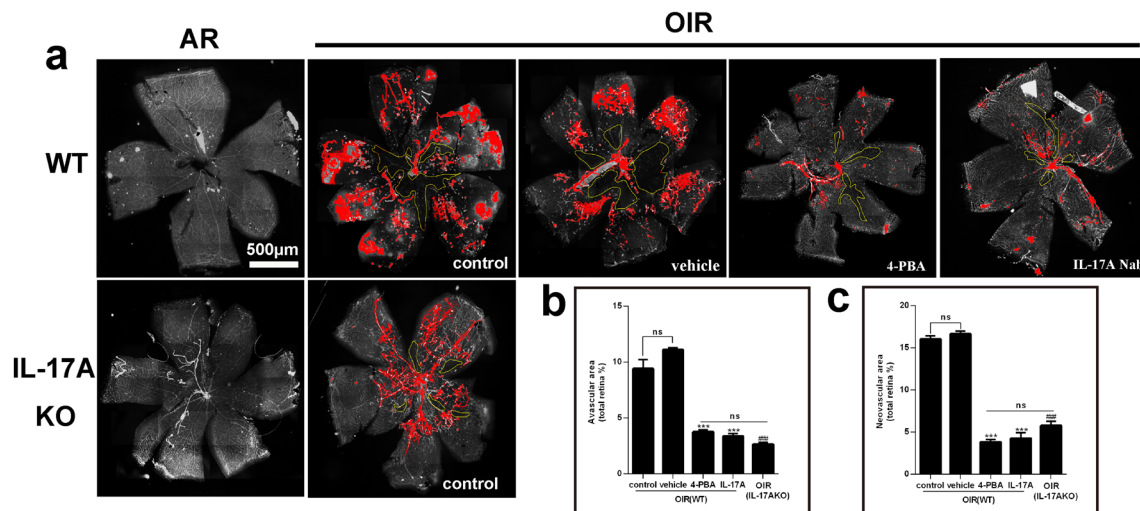 AR
OIR
a
WT
500μm
control
vehicle
4-PBA
IL-17A Nab
IL-17A
KO
control
b
Avascular area
(total retina %)
15
10
5
0
ns
ns
***
***
####
control vehicle 4-PBA IL-17A OIR
(IL-17AKO)
OIR(WT)
c
Neovascular area
(total retina %)
20
15
10
5
0
ns
ns
***
***
control vehicle 4-PBA IL-17A OIR
(IL-17AKO)
OIR(WT)